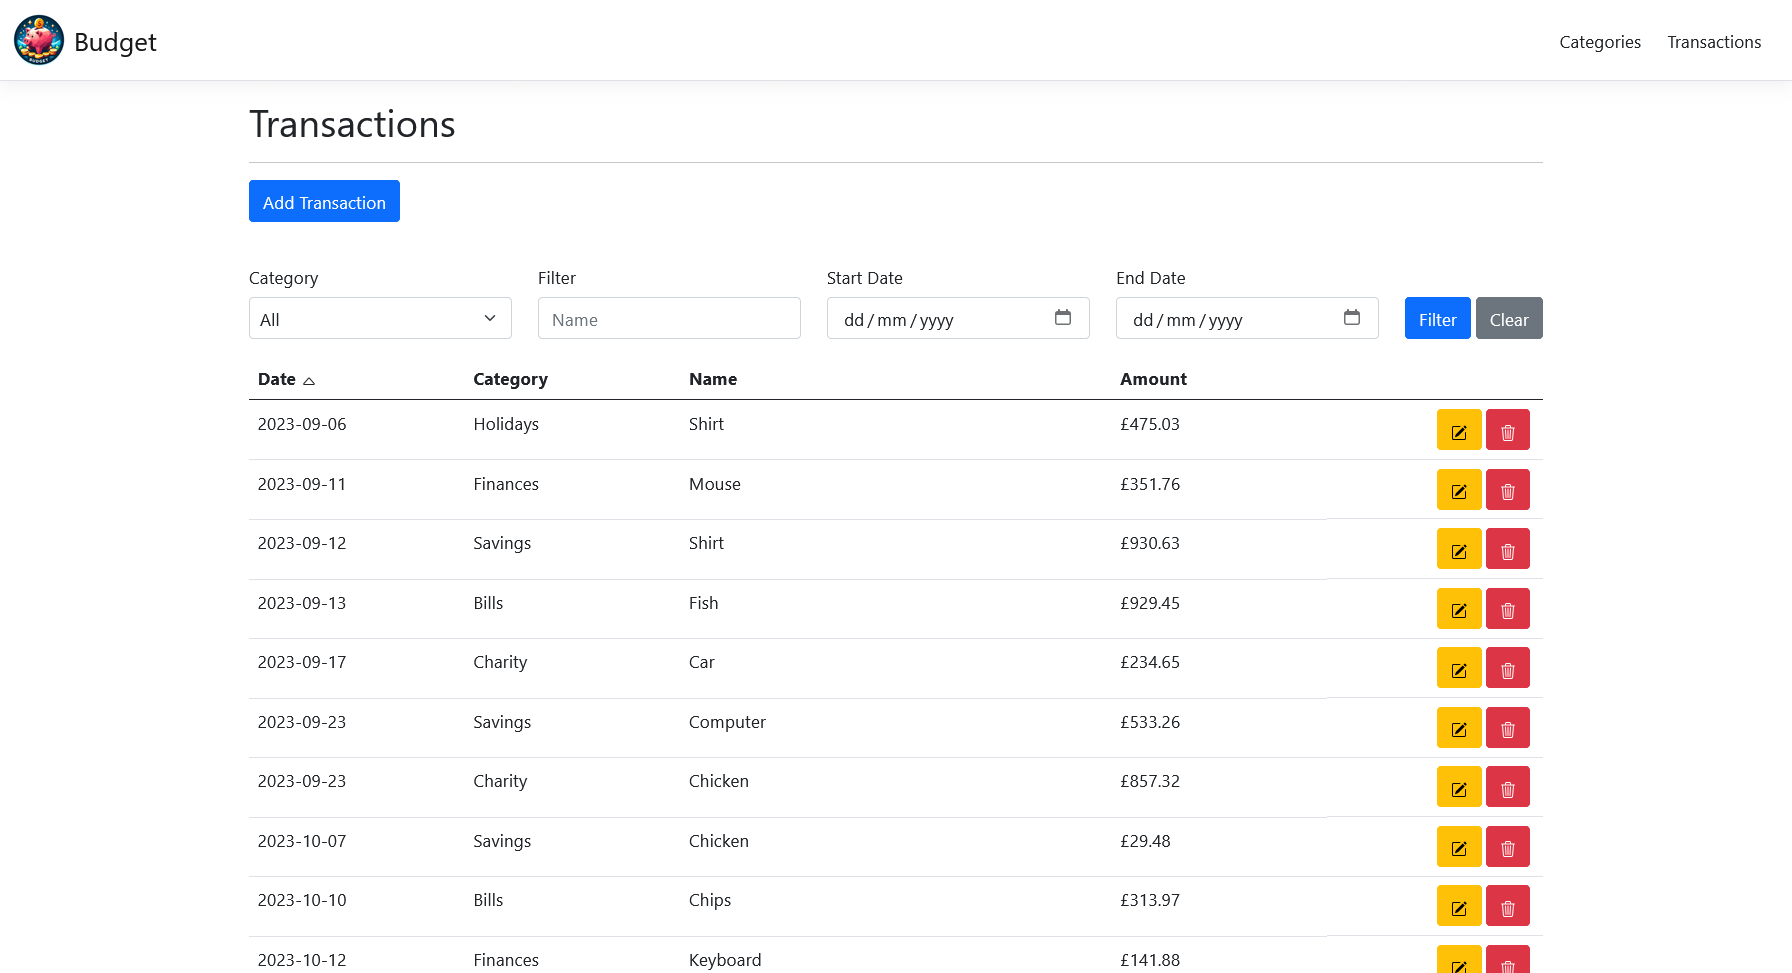 BUDGET
Budget
Categories Transactions
Transactions
Add Transaction
Category Filter Start Date End Date
All Name dd/mm/yyyy dd/mm/yyyy Filter Clear
Date Category Name Amount
2023-09-06 Holidays Shirt £475.03
2023-09-11 Finances Mouse £351.76
2023-09-12 Savings Shirt £930.63
2023-09-13 Bills Fish £929.45
2023-09-17 Charity Car £234.65
2023-09-23 Savings Computer £533.26
2023-09-23 Charity Chicken £857.32
2023-10-07 Savings Chicken £29.48
2023-10-10 Bills Chips £313.97
2023-10-12 Finances Keyboard £141.88